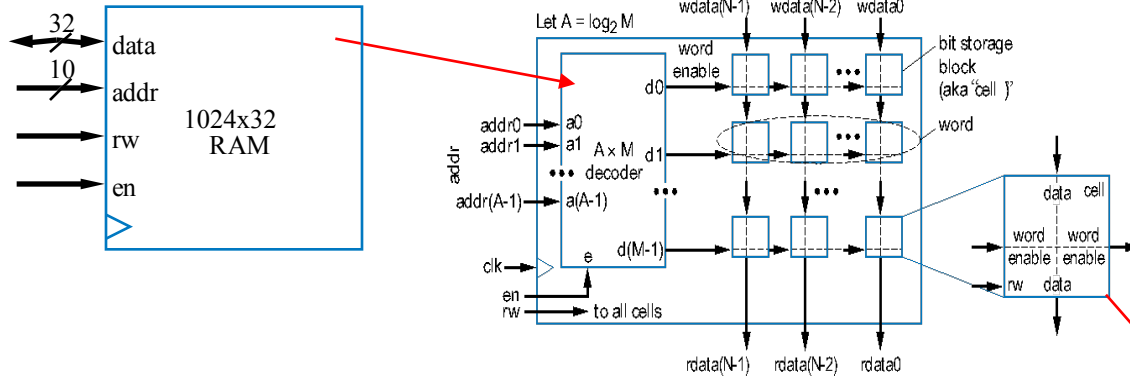 32
data
10
addr
1024x32
RAM
rw
en
Let A = log2 M
wdata(N-1) wdata(N-2) wdata0
word
enable
bit storage
block
(aka “cell”)”
word
d0
addr
addr0 a0
addr1 a1
A × M
decoder
d1
addr(A-1) a(A-1)
d(M-1)
e
clk
en
rw to all cells
data cell
word word
enable enable
rw data
rdata(N-1) rdata(N-2) rdata0